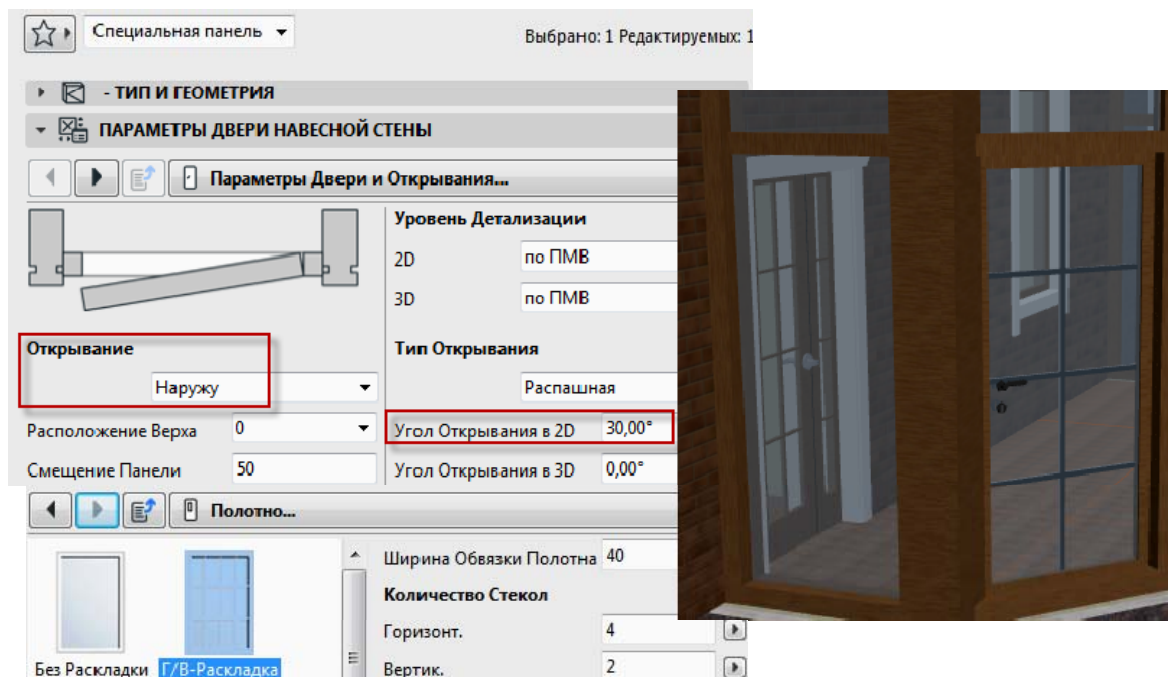 Специальная панель
Выбрано: 1 Редактируемых: 1
- ТИП И ГЕОМЕТРИЯ
ПАРАМЕТРЫ ДВЕРИ НАВЕСНОЙ СТЕНЫ
Параметры Двери и Открывания...
Уровень Детализации
2D по ПМВ
3D по ПМВ
Открывание
Тип Открывания
Наружу
Распашная
Расположение Верха 0
Угол Открывания в 2D 30,00°
Смещение Панели 50
Угол Открывания в 3D 0,00°
Полотно...
Ширина Обвязки Полотна 40
Количество Стекол
Горизонт. 4
Вертик. 2
Без Раскладки Г/В-Раскладка